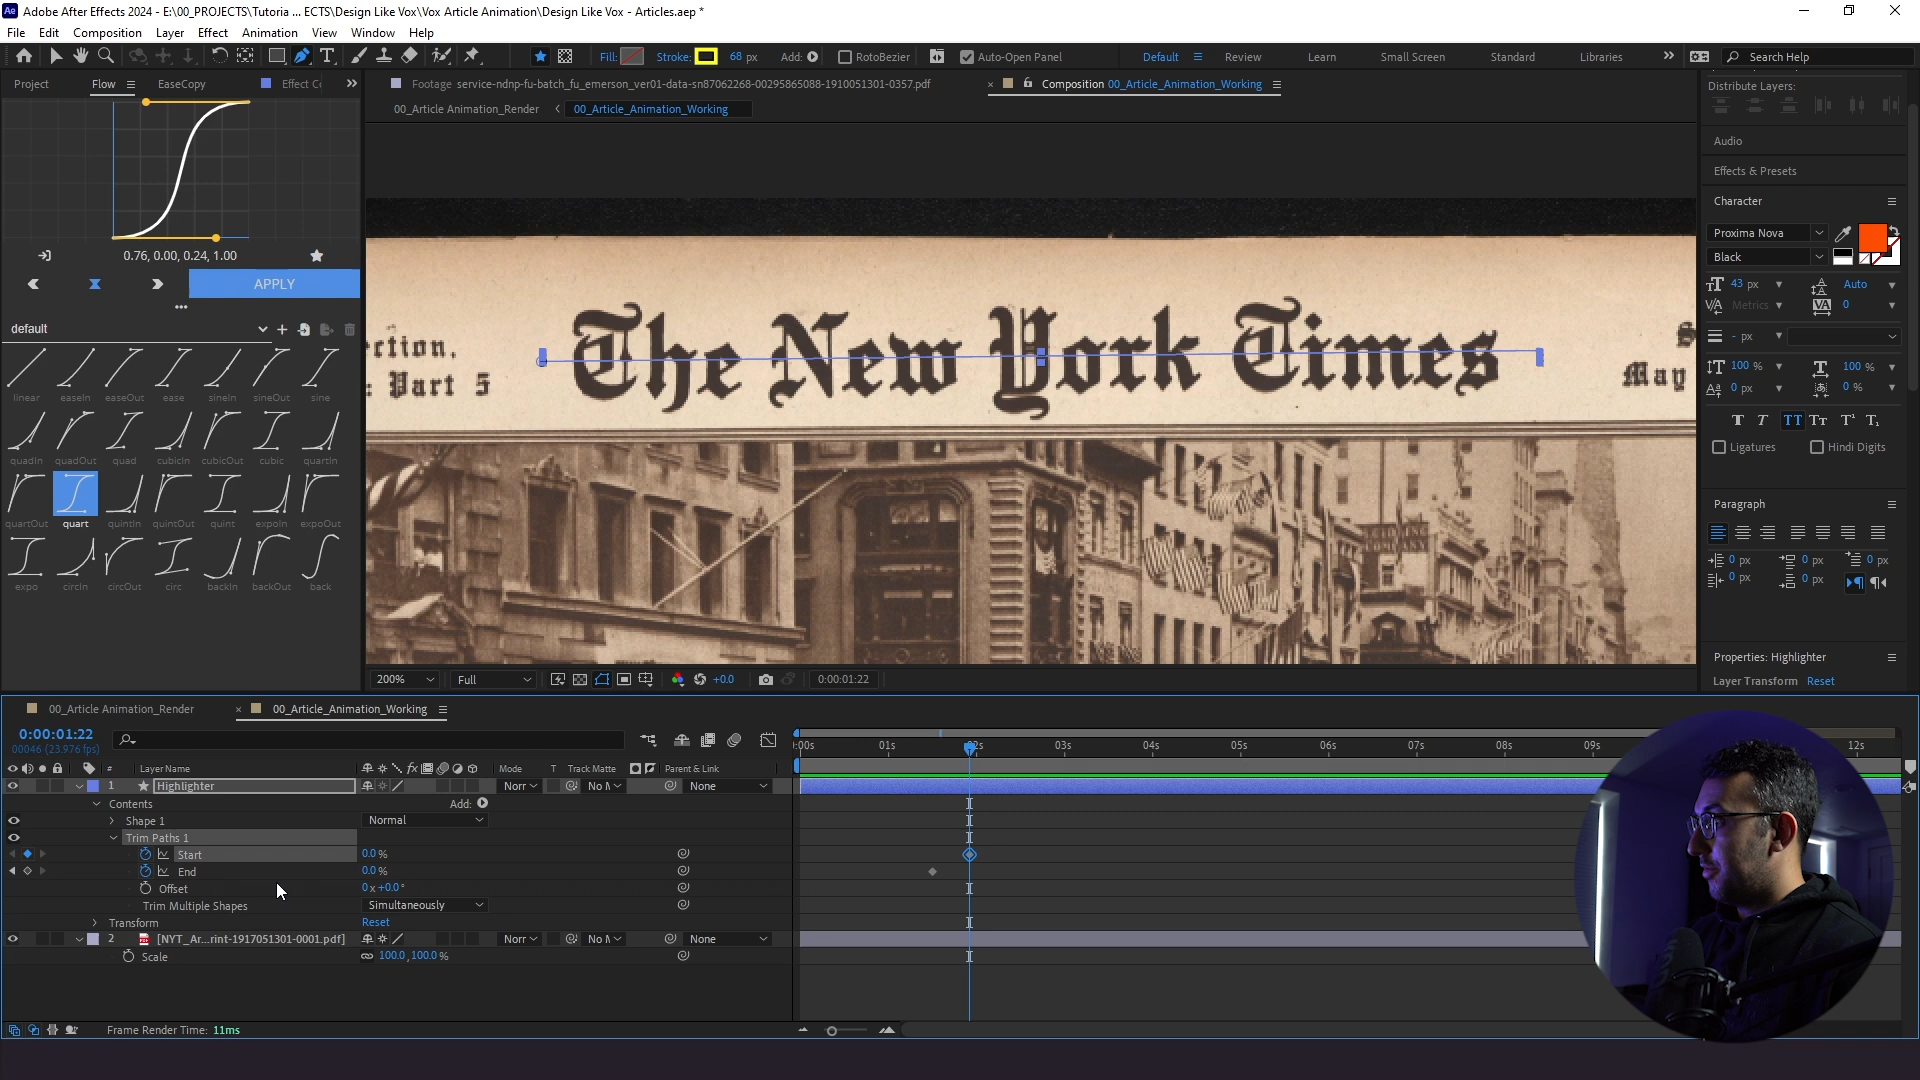 Adobe After Effects 2024 - E:\00_PROJECTS\Tutoria ... ECTS\Design Like Vox\Vox Article Animation\Design Like Vox - Articles.aep *
File Edit Composition Layer Effect Animation View Window Help
Fill: Stroke: 68 px Add: RotoBezier Auto-Open Panel Default Review Learn Small Screen Standard Libraries Search Help
Project Flow EaseCopy Effect Co
Footage service-ndnp-fu-batch_fu_emerson_ver01-data-sn87062268-00295865088-1910051301-0357.pdf
Composition 00_Article_Animation_Working
00_Article Animation_Render 00_Article_Animation_Working
0.76, 0.00, 0.24, 1.00
APPLY
default
linear easeIn easeOut ease sineIn sineOut sine
quadIn quadOut quad cubicIn cubicOut cubic quartIn
quartOut quart quintIn quintOut quint expoIn expoOut
expo circIn circOut circ backIn backOut back
ction.
: Part 5
The New York Times
May
200% Full +0.0 0:00:01:22
Distribute Layers:
Audio
Effects & Presets
Character
Proxima Nova
Black
43 px Auto
Metrics 0
- px
100 % 100 %
0 px 0 %
Ligatures Hindi Digits
Paragraph
0 px 0 px 0 px
0 px 0 px
Properties: Highlighter
Layer Transform Reset
00_Article Animation_Render 00_Article_Animation_Working
0:00:01:22
00046 (23.976 fps)
:00s 01s 02s 03s 04s 05s 06s 07s 08s 09s 12s
# Layer Name Mode T Track Matte Parent & Link
1 Highlighter Norr No M None
Contents Add:
Shape 1 Normal
Trim Paths 1
Start 0.0 %
End 0.0 %
Offset 0 x +0.0 °
Trim Multiple Shapes Simultaneously
Transform Reset
2 [NYT_Ar...rint-1917051301-0001.pdf] Norr No M None
Scale 100.0, 100.0 %
Frame Render Time: 11ms